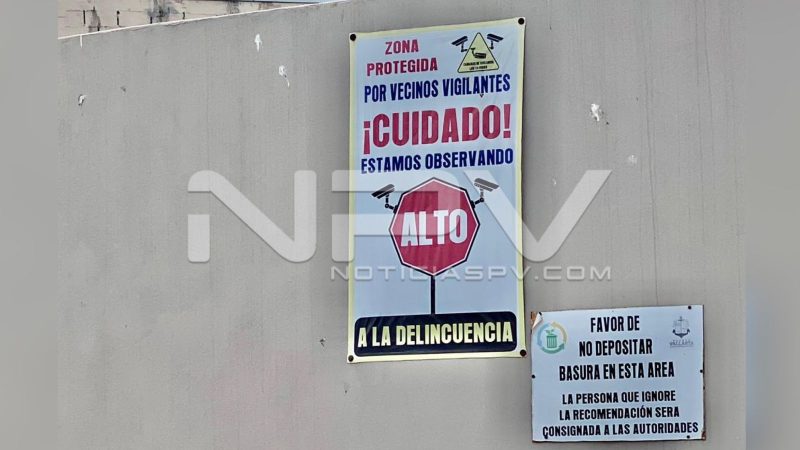 ZONA
PROTEGIDA
POR VECINOS VIGILANTES
¡CUIDADO!
ESTAMOS OBSERVANDO
ALTO
A LA DELINCUENCIA
NPV
NOTICIASPV.COM
FAVOR DE
NO DEPOSITAR
BASURA EN ESTA AREA
LA PERSONA QUE IGNORE
LA RECOMENDACIÓN SERA
CONSIGNADA A LAS AUTORIDADES